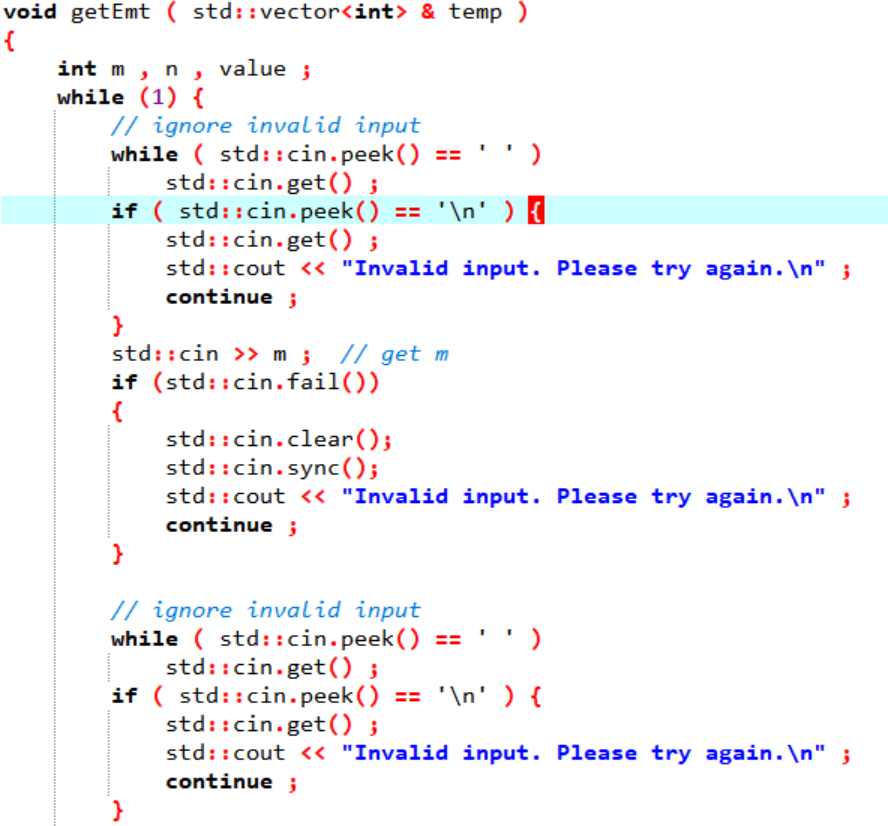 void getEmt ( std::vector<int> & temp )
{
    int m , n , value ;
    while (1) {
        // ignore invalid input
        while ( std::cin.peek() == ' ' )
            std::cin.get() ;
        if ( std::cin.peek() == '\n' ) {
            std::cin.get() ;
            std::cout << "Invalid input. Please try again.\n" ;
            continue ;
        }
        std::cin >> m ;  // get m
        if (std::cin.fail())
        {
            std::cin.clear();
            std::cin.sync();
            std::cout << "Invalid input. Please try again.\n" ;
            continue ;
        }

        // ignore invalid input
        while ( std::cin.peek() == ' ' )
            std::cin.get() ;
        if ( std::cin.peek() == '\n' ) {
            std::cin.get() ;
            std::cout << "Invalid input. Please try again.\n" ;
            continue ;
        }